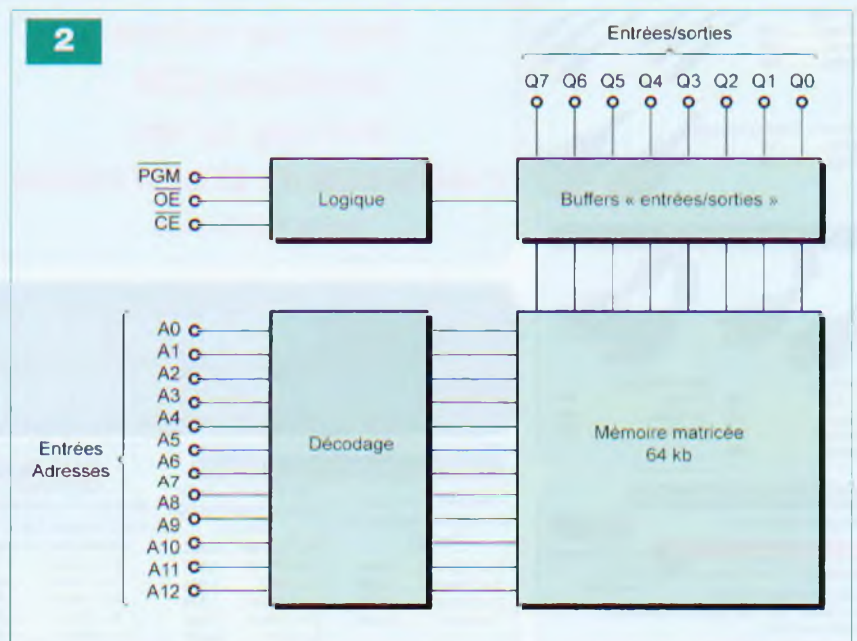 2
Entrées/sorties
Q7 Q6 Q5 Q4 Q3 Q2 Q1 Q0
PGM
OE
CE
Logique
Buffers « entrées/sorties »
A0
A1
A2
A3
A4
A5
A6
A7
A8
A9
A10
A11
A12
Entrées
Adresses
Décodage
Mémoire matricée
64 kb